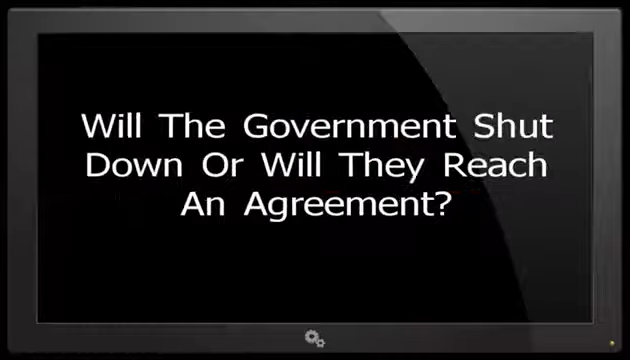 Will The Government Shut
Down Or Will They Reach
An Agreement?